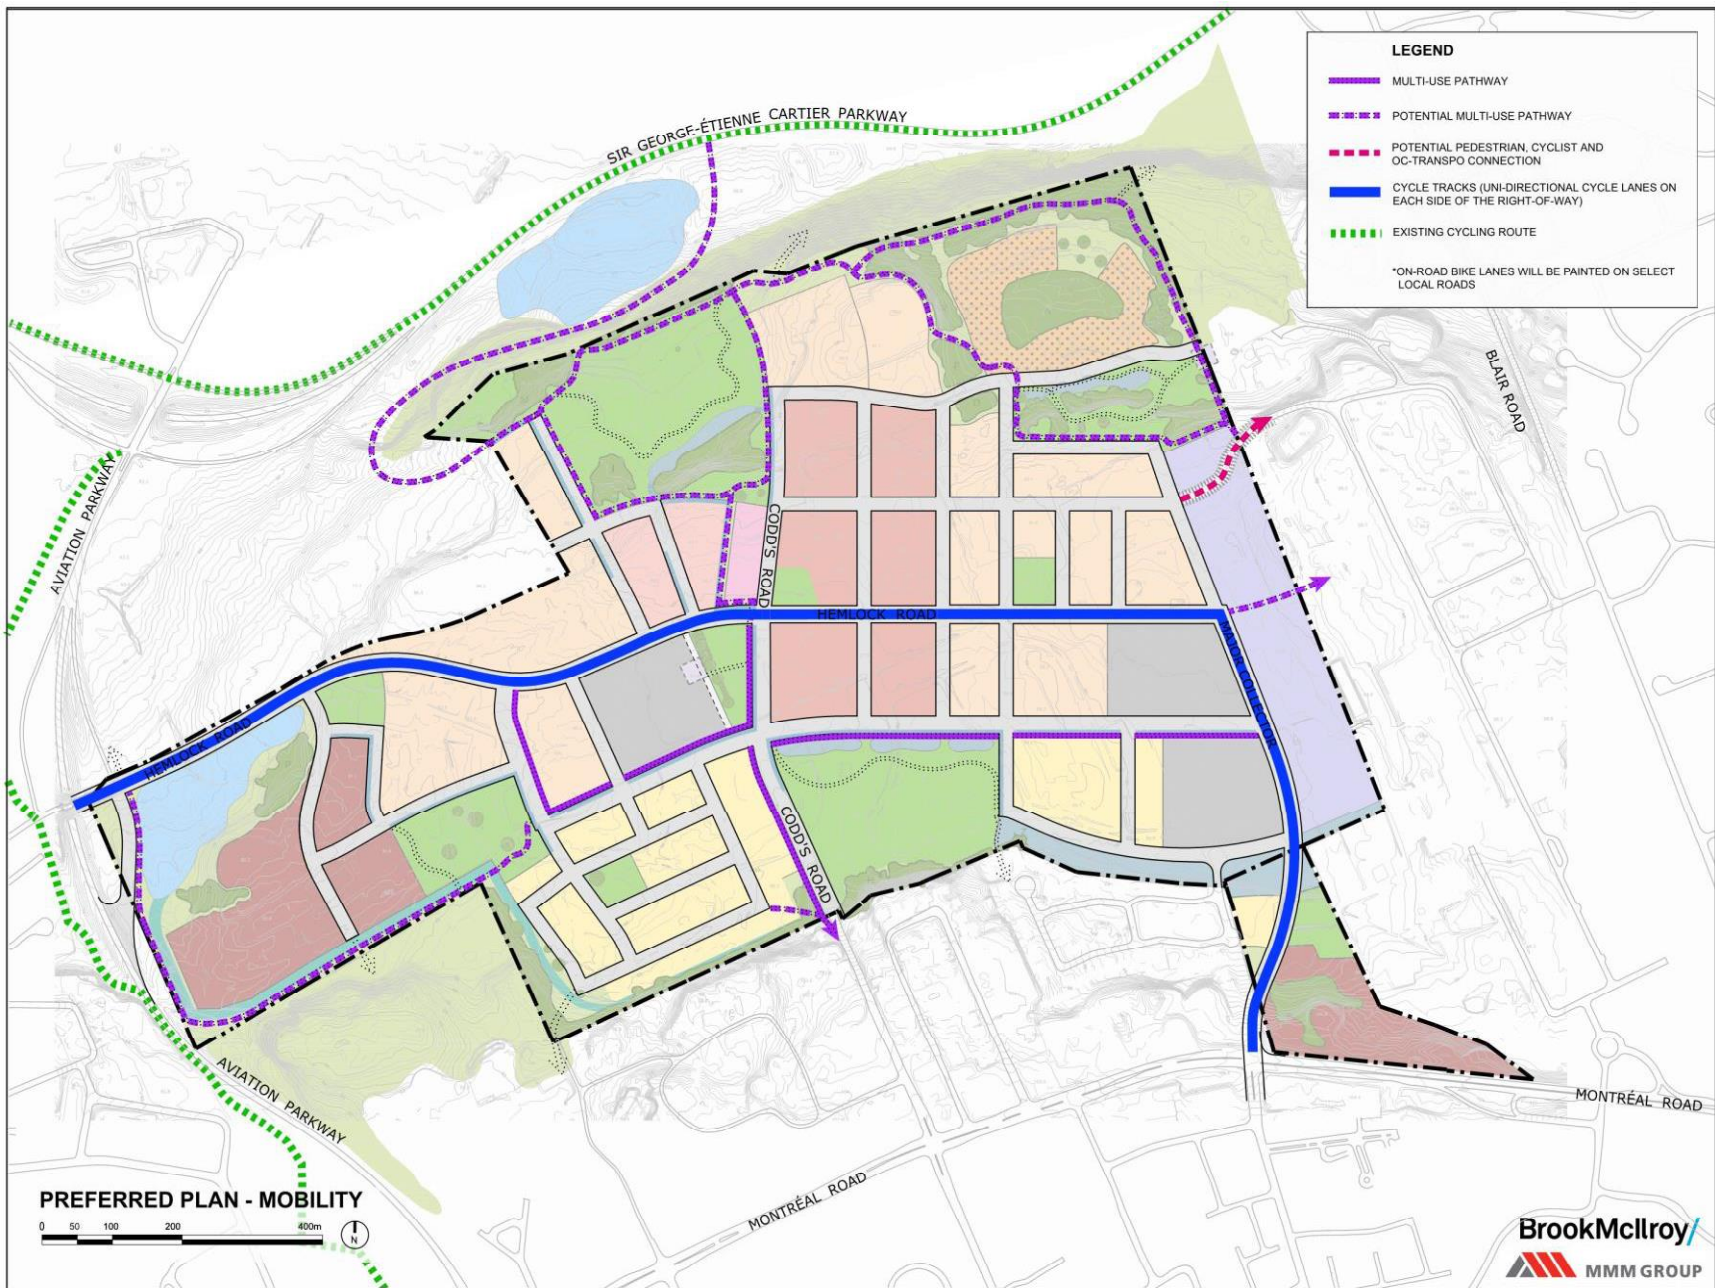 LEGEND
MULTI-USE PATHWAY
POTENTIAL MULTI-USE PATHWAY
POTENTIAL PEDESTRIAN, CYCLIST AND
OC-TRANSPO CONNECTION
CYCLE TRACKS (UNI-DIRECTIONAL CYCLE LANES ON
EACH SIDE OF THE RIGHT-OF-WAY)
EXISTING CYCLING ROUTE
*ON-ROAD BIKE LANES WILL BE PAINTED ON SELECT
LOCAL ROADS
SIR GEORGE-ÉTIENNE CARTIER PARKWAY
BLAIR ROAD
AVIATION PARKWAY
CODD'S ROAD
HEMLOCK ROAD
MAJOR COLLECTOR
HEMLOCK ROAD
CODD'S ROAD
AVIATION PARKWAY
MONTRÉAL ROAD
MONTRÉAL ROAD
PREFERRED PLAN - MOBILITY
0 50 100 200 400m
N
BrookMcIlroy/
MMM GROUP